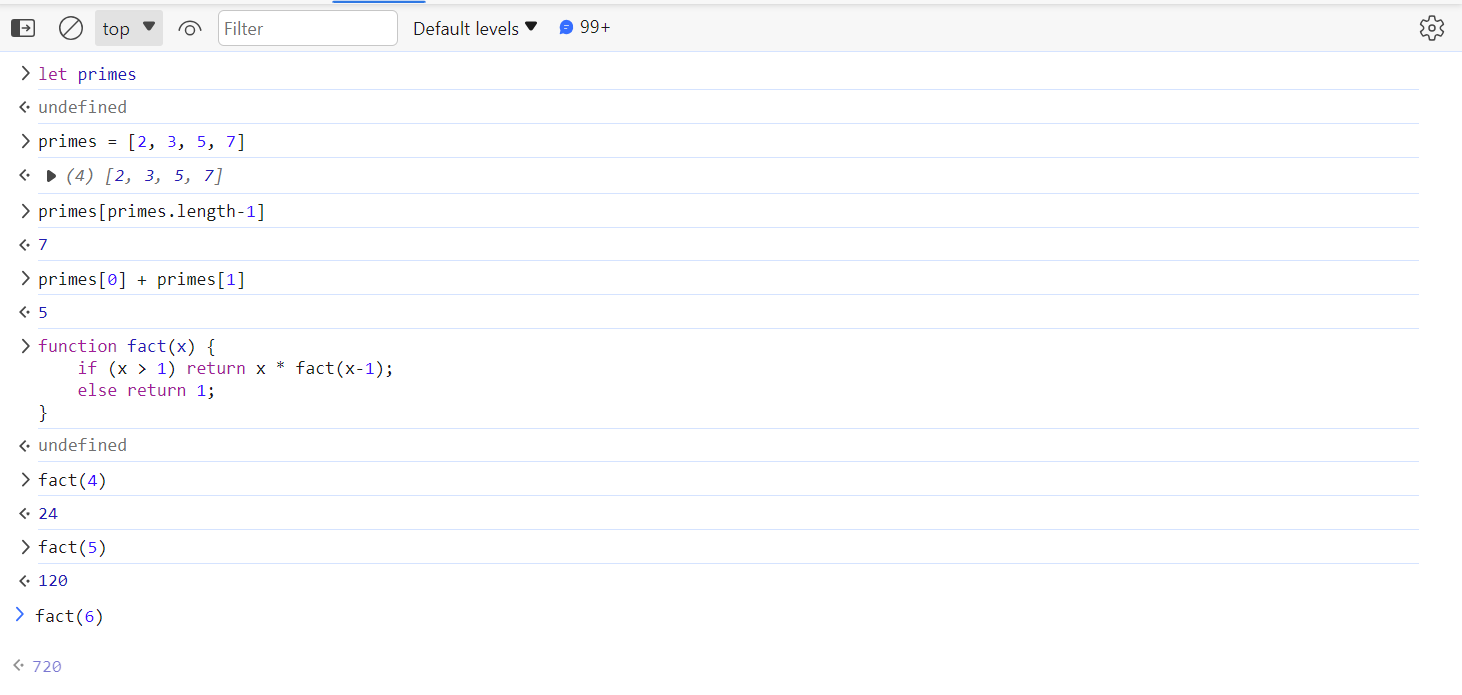 top Filter Default levels 99+
let primes
undefined
primes = [2, 3, 5, 7]
(4) [2, 3, 5, 7]
primes[primes.length-1]
7
primes[0] + primes[1]
5
function fact(x) {
    if (x > 1) return x * fact(x-1);
    else return 1;
}
undefined
fact(4)
24
fact(5)
120
fact(6)
720